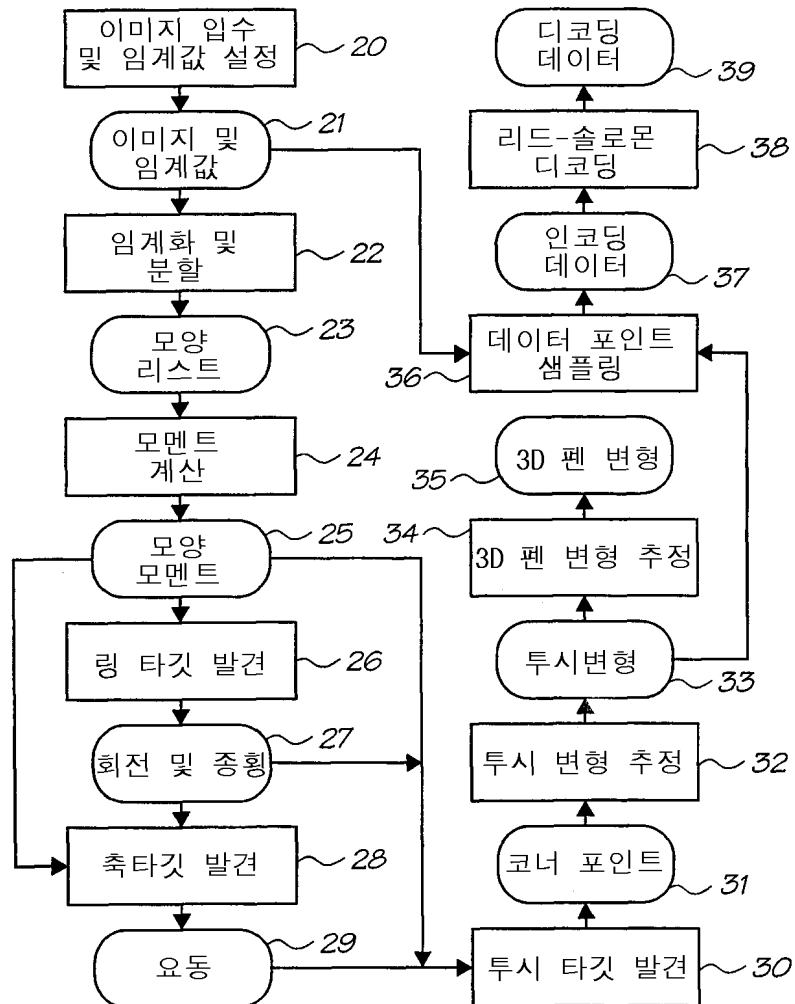 이미지 입수
및 임계값 설정
20
이미지 및
임계값
21
임계화 및
분할
22
모양
리스트
23
모멘트
계산
24
모양
모멘트
25
링 타깃 발견
26
회전 및 종횡
27
축타깃 발견
28
요동
29
디코딩
데이터
39
리드-솔로몬
디코딩
38
인코딩
데이터
37
데이터 포인트
샘플링
36
3D 펜 변형
35
34
3D 펜 변형 추정
투시변형
33
투시 변형 추정
32
코너 포인트
31
투시 타깃 발견
30